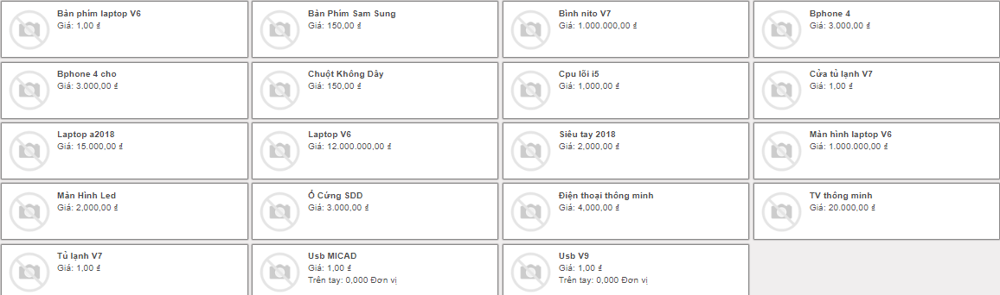 Bàn phím laptop V6
Giá: 1,00 ₫
Bàn Phím Sam Sung
Giá: 150,00 ₫
Bình nito V7
Giá: 1.000.000,00 ₫
Bphone 4
Giá: 3.000,00 ₫
Bphone 4 cho
Giá: 3.000,00 ₫
Chuột Không Dây
Giá: 150,00 ₫
Cpu lõi i5
Giá: 1,000,00 ₫
Cửa tủ lạnh V7
Giá: 1,00 ₫
Laptop a2018
Giá: 15.000,00 ₫
Laptop V6
Giá: 12.000.000,00 ₫
Siêu tay 2018
Giá: 2,000,00 ₫
Màn hình laptop V6
Giá: 1.000.000,00 ₫
Màn Hình Led
Giá: 2,000,00 ₫
Ổ Cứng SDD
Giá: 3.000,00 ₫
Điện thoại thông minh
Giá: 4,000,00 ₫
TV thông minh
Giá: 20.000,00 ₫
Tủ lạnh V7
Giá: 1,00 ₫
Usb MICAD
Giá: 1,00 ₫
Trên tay: 0,000 Đơn vị
Usb V9
Giá: 1,00 ₫
Trên tay: 0,000 Đơn vị